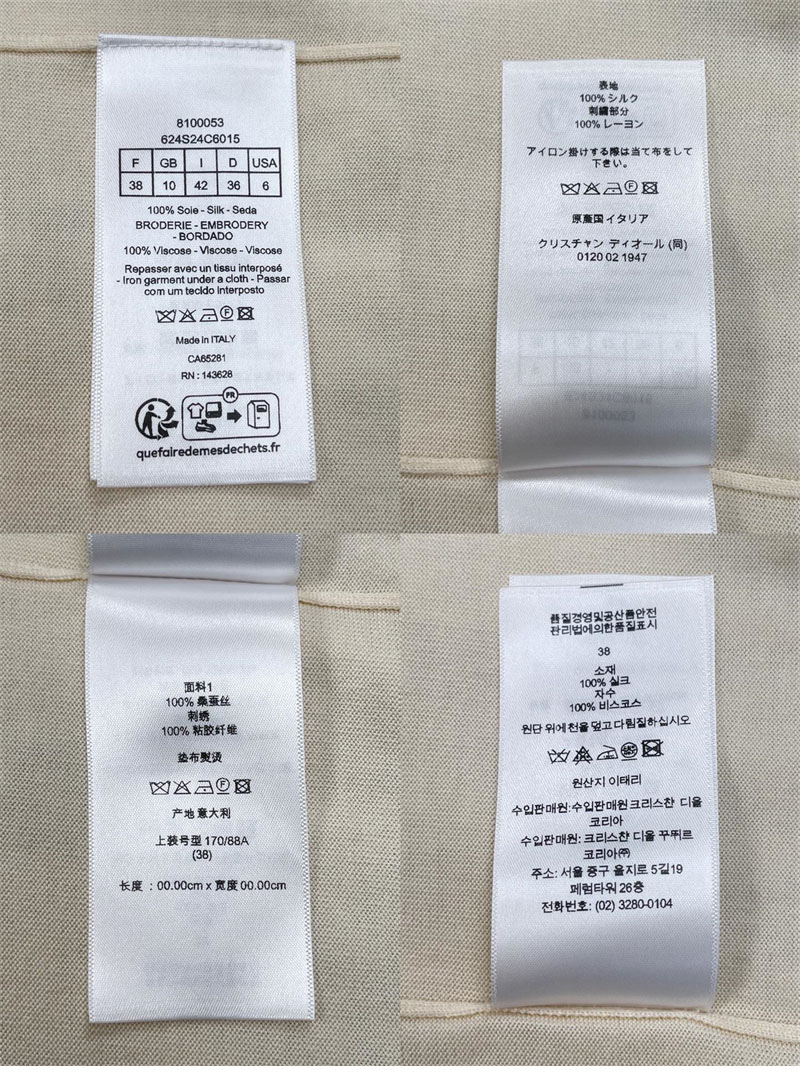 8100053
624S24C6015
F GB I D USA
38 10 42 36 6
100% Soie - Silk - Seda
BRODERIE - EMBRODERY
- BORDADO
100% Viscose - Viscose - Viscose
Repasser avec un tissu interposé
- Iron garment under a cloth - Passar
com um tecido interposto
F
Made in ITALY
CA65281
RN : 143628
FR
quefairedemesdechets.fr
表地
100% シルク
刺繍部分
100% レーヨン
アイロン掛けする際は当て布をして
下さい。
F
原産国 イタリア
クリスチャン ディオール (同)
0120 02 1947
面料1
100% 桑蚕丝
刺绣
100% 粘胶纤维
垫布熨烫
F
产地 意大利
上装号型 170/88A
(38)
长度 : 00.00cm x 宽度 00.00cm
품질경영및공산품안전
관리법에의한품질표시
38
소재
100% 실크
자수
100% 비스코스
원단 위에 천을 덮고 다림질하십시오
원산지 이태리
수입판매원:수입판매원 크리스챤 디올
코리아
수입판매원: 크리스챤 디올 꾸뛰르
코리아㈜
주소: 서울 중구 을지로 5길19
페럼타워 26층
전화번호: (02) 3280-0104